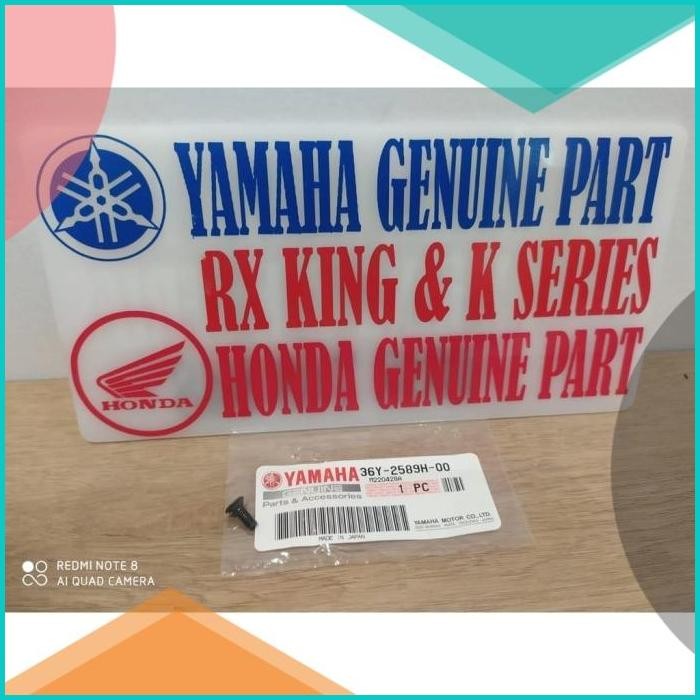 YAMAHA GENUINE PART
RX KING & K SERIES
HONDA GENUINE PART
HONDA
YAMAHA 36Y-2589H-00
GENUINE
Parts & Accessories
1 PC
MADE IN JAPAN
YAMAHA MOTOR CO.,LTD.
REDMI NOTE 8
AI QUAD CAMERA